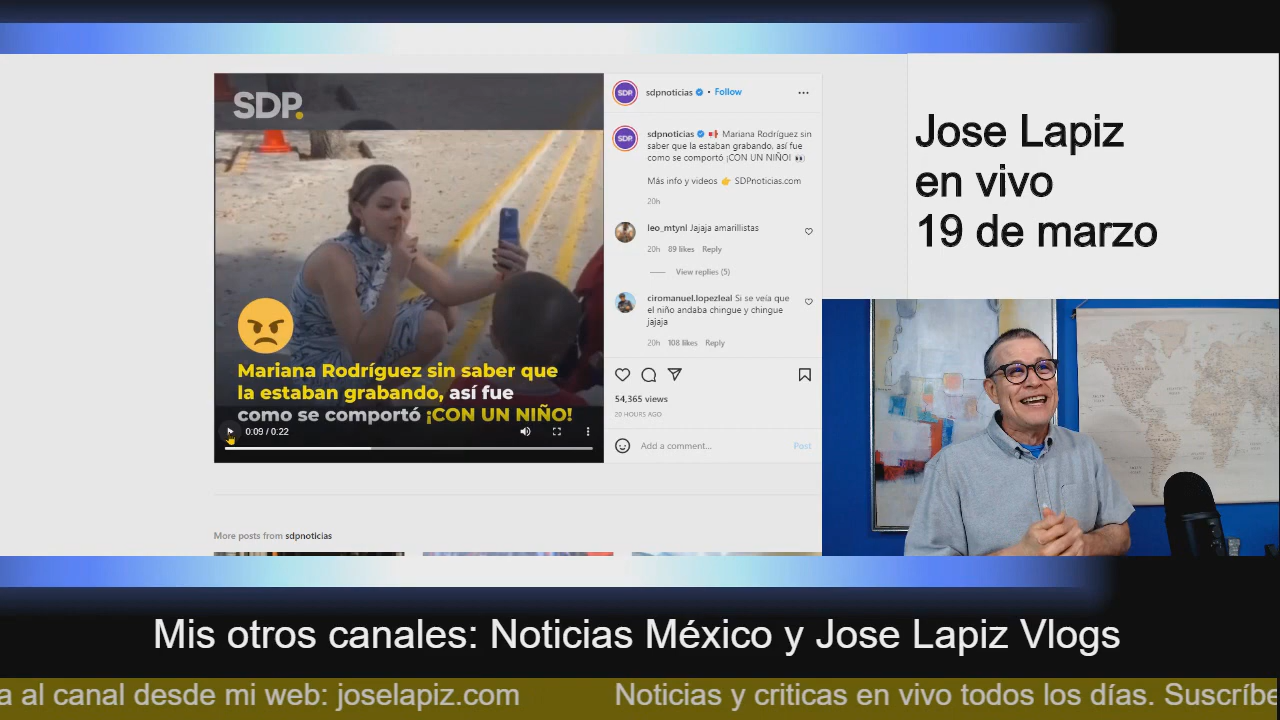 SDP.
Mariana Rodríguez sin saber que
la estaban grabando, así fue
como se comportó ¡CON UN NIÑO!
0:09 / 0:22
SDP.
sdpnoticias • Follow
SDP.
sdpnoticias Mariana Rodríguez sin
saber que la estaban grabando, así fue
como se comportó ¡CON UN NIÑO!
Más info y videos SDPnoticias.com
20h
leo_mtynl Jajaja amarillistas
20h 89 likes Reply
View replies (5)
ciromanuel.lopezleal Si se veía que
el niño andaba chingue y chingue
jajaja
20h 108 likes Reply
54,365 views
20 HOURS AGO
Add a comment... Post
More posts from sdpnoticias
Jose Lapiz
en vivo
19 de marzo
Mis otros canales: Noticias México y Jose Lapiz Vlogs
a al canal desde mi web: joselapiz.com Noticias y criticas en vivo todos los días. Suscríbe